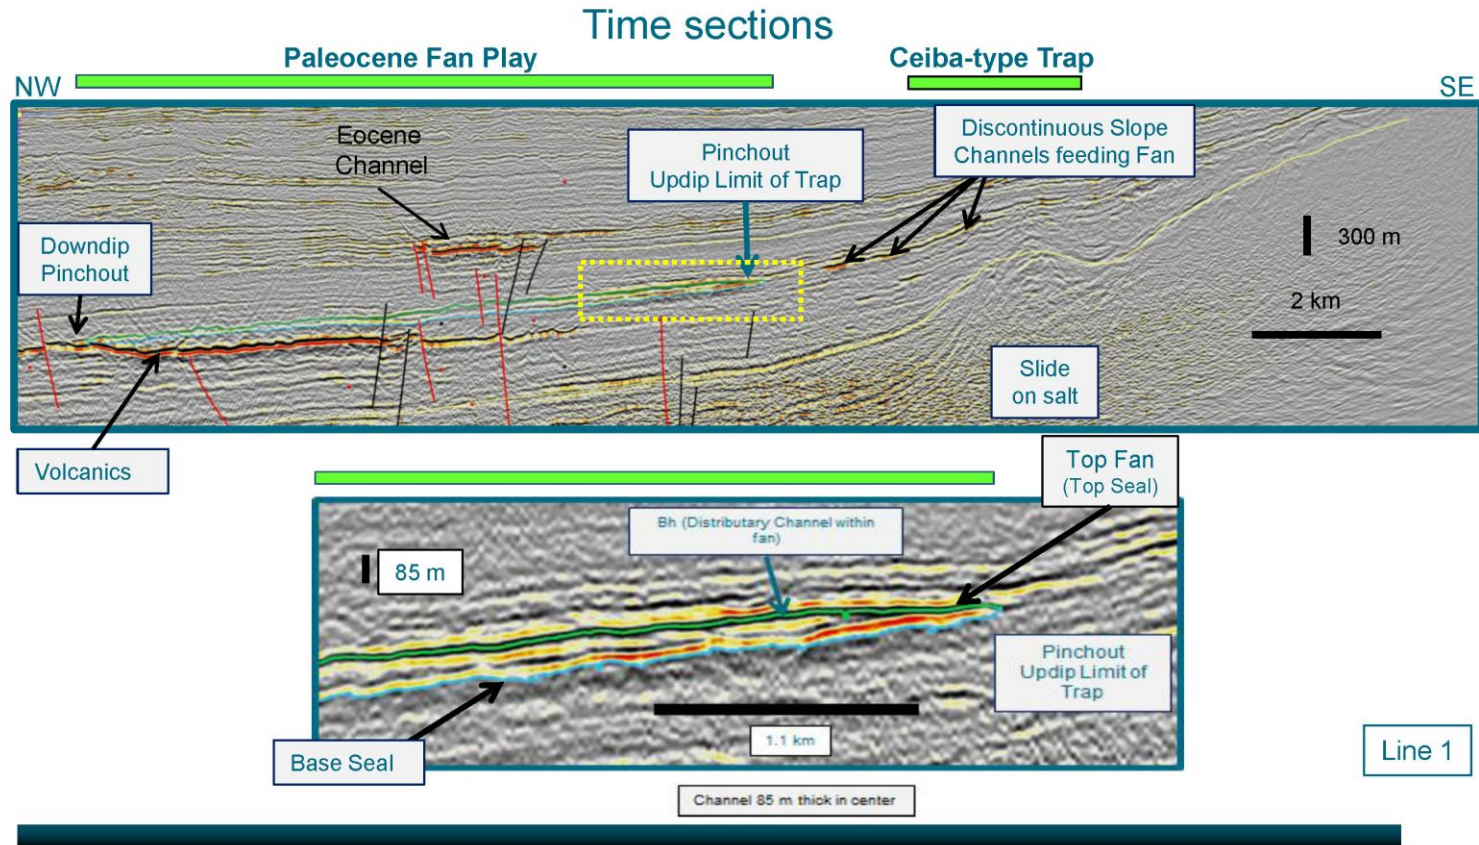 Time sections
Paleocene Fan Play
Ceiba-type Trap
NW
SE
Eocene
Channel
Pinchout
Updip Limit of Trap
Discontinuous Slope
Channels feeding Fan
Downdip
Pinchout
300 m
2 km
Slide
on salt
Volcanics
Top Fan
(Top Seal)
Bh (Distributary Channel within
fan)
85 m
Pinchout
Updip Limit of
Trap
1.1 km
Base Seal
Line 1
Channel 85 m thick in center